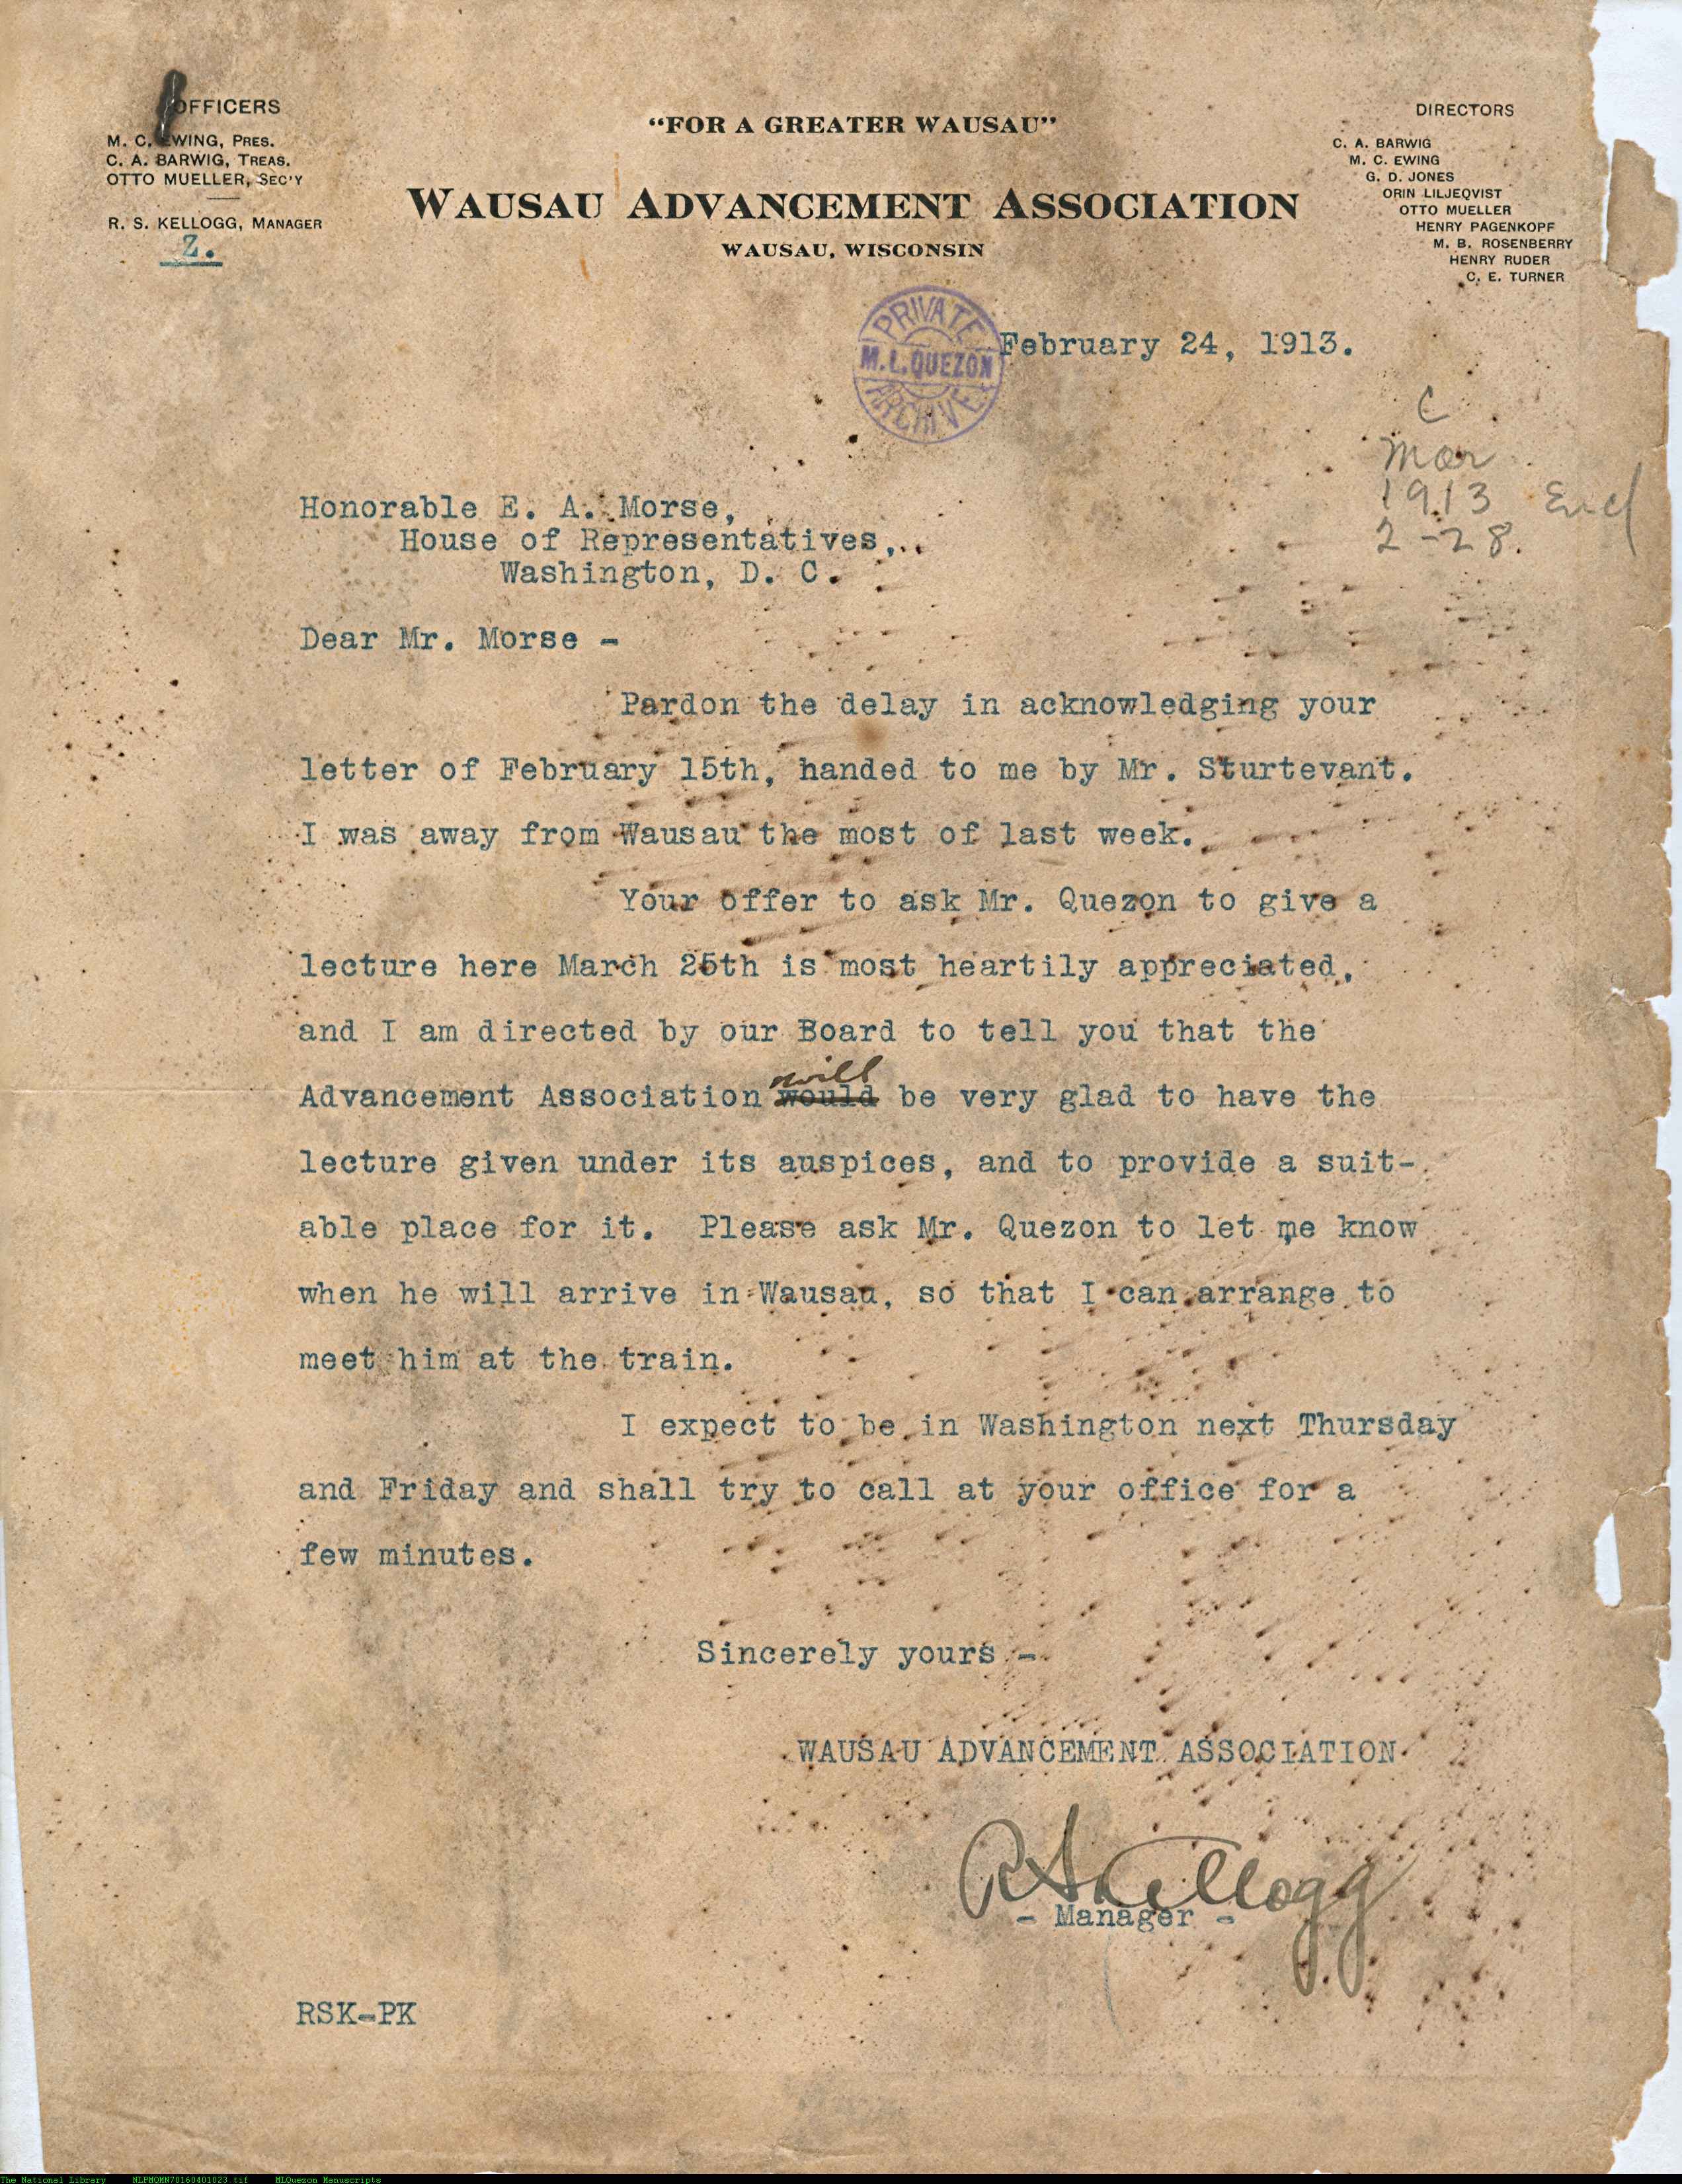 OFFICERS
M. C. EWING, PRES.
C. A. BARWIG, TREAS.
OTTO MUELLER, SEC'Y
R. S. KELLOGG, MANAGER
Z.
"FOR A GREATER WAUSAU"
WAUSAU ADVANCEMENT ASSOCIATION
WAUSAU, WISCONSIN
DIRECTORS
C. A. BARWIG
M. C. EWING
G. D. JONES
ORIN LILJEQVIST
OTTO MUELLER
HENRY PAGENKOPF
M. B. ROSENBERRY
HENRY RUDER
C. E. TURNER
PRIVATE
M.L.QUEZON
ARCHIVE
February 24, 1913.
C
Mor
1913 Encl
2-28.
Honorable E. A. Morse,
House of Representatives,
Washington, D. C.
Dear Mr. Morse -
Pardon the delay in acknowledging your
letter of February 15th, handed to me by Mr. Sturtevant.
I was away from Wausau the most of last week.
Your offer to ask Mr. Quezon to give a
lecture here March 25th is most heartily appreciated,
and I am directed by our Board to tell you that the
will
Advancement Association would be very glad to have the
lecture given under its auspices, and to provide a suit-
able place for it. Please ask Mr. Quezon to let me know
when he will arrive in Wausau, so that I can arrange to
meet him at the train.
I expect to be in Washington next Thursday
and Friday and shall try to call at your office for a
few minutes.
Sincerely yours -
WAUSAU ADVANCEMENT ASSOCIATION
RS Kellogg
- Manager -
RSK-PK
The National Library NLPMQMN70160401023.tif MLQuezon Manuscripts